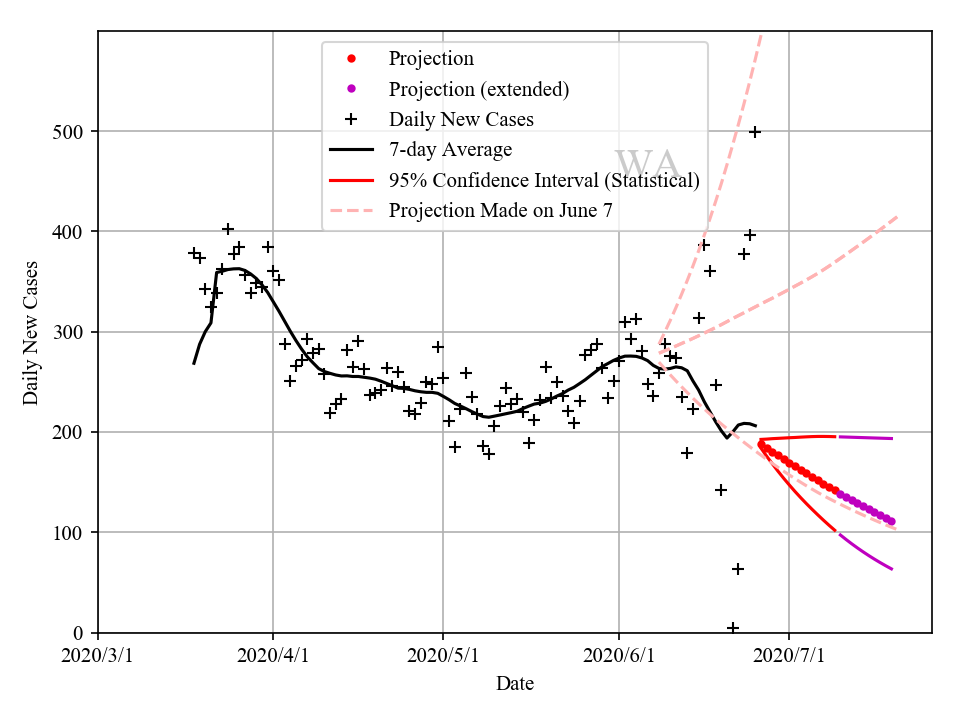 Projection
Projection (extended)
Daily New Cases
7-day Average
95% Confidence Interval (Statistical)
Projection Made on June 7
WA
500
400
300
200
100
0
Daily New Cases
2020/3/1 2020/4/1 2020/5/1 2020/6/1 2020/7/1
Date